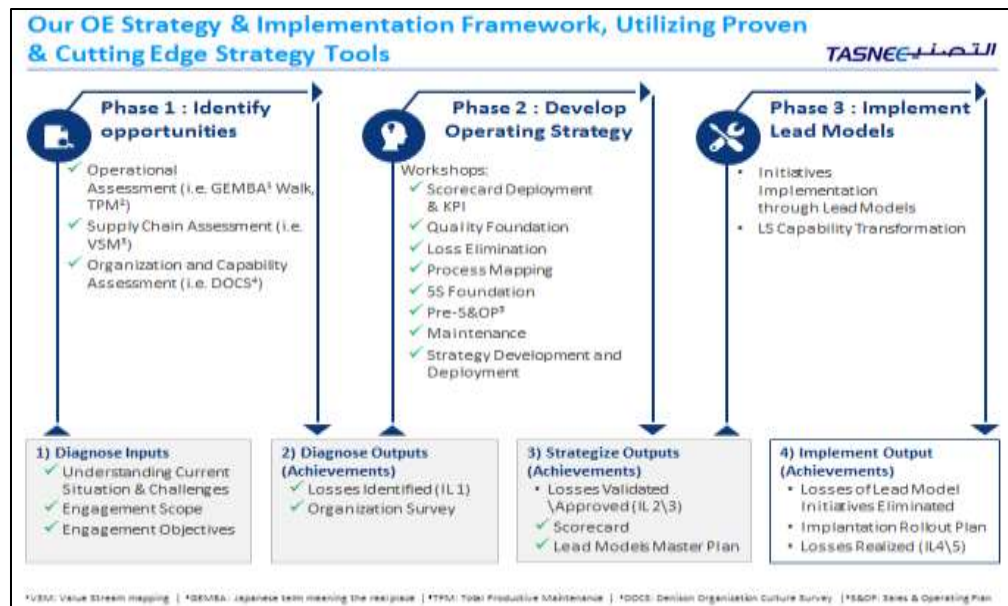 Our OE Strategy & Implementation Framework, Utilizing Proven
& Cutting Edge Strategy Tools
TASNEE التصنيع
Phase 1 : Identify
opportunities
Operational
Assessment (i.e. GEMBA¹ Walk,
TPM²)
Supply Chain Assessment (i.e.
VSM³)
Organization and Capability
Assessment (i.e. DOCS⁴)
Phase 2 : Develop
Operating Strategy
Workshops:
Scorecard Deployment
& KPI
Quality Foundation
Loss Elimination
Process Mapping
5S Foundation
Pre-S&OP⁵
Maintenance
Strategy Development and
Deployment
Phase 3 : Implement
Lead Models
Initiatives
Implementation
through Lead Models
LS Capability Transformation
1) Diagnose Inputs
Understanding Current
Situation & Challenges
Engagement Scope
Engagement Objectives
2) Diagnose Outputs
(Achievements)
Losses Identified (IL 1)
Organization Survey
3) Strategize Outputs
(Achievements)
Losses Validated
\Approved (IL 2\3)
Scorecard
Lead Models Master Plan
4) Implement Output
(Achievements)
Losses of Lead Model
Initiatives Eliminated
Implantation Rollout Plan
Losses Realized (IL4\5)
VSM: Value Stream mapping | GEMBA: Japanese term meaning the real place | TPM: Total Productive Maintenance | DOCS: Denison Organization Culture Survey | S&OP: Sales & Operating Plan